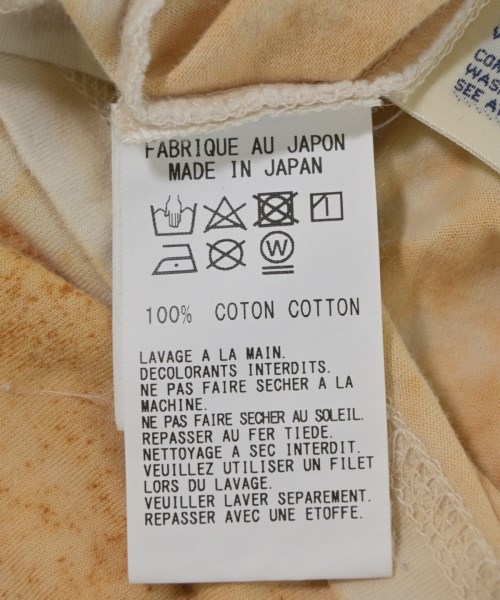 FABRIQUE AU JAPON
MADE IN JAPAN
W
100% COTON COTTON
LAVAGE A LA MAIN.
DECOLORANTS INTERDITS.
NE PAS FAIRE SECHER A LA
MACHINE.
NE PAS FAIRE SECHER AU SOLEIL.
REPASSER AU FER TIEDE.
NETTOYAGE A SEC INTERDIT.
VEUILLEZ UTILISER UN FILET
LORS DU LAVAGE.
VEUILLER LAVER SEPAREMENT.
REPASSER AVEC UNE ETOFFE.
SEE